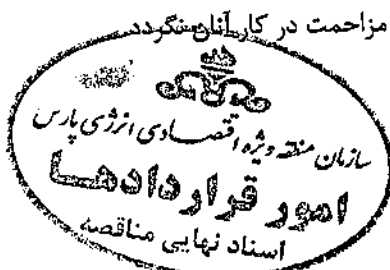 مزاحمت در کار آنان نگردد
سازمان منطقه ویژه اقتصادی انرژی پارس
امور قراردادها
اسناد نهایی مناقصه